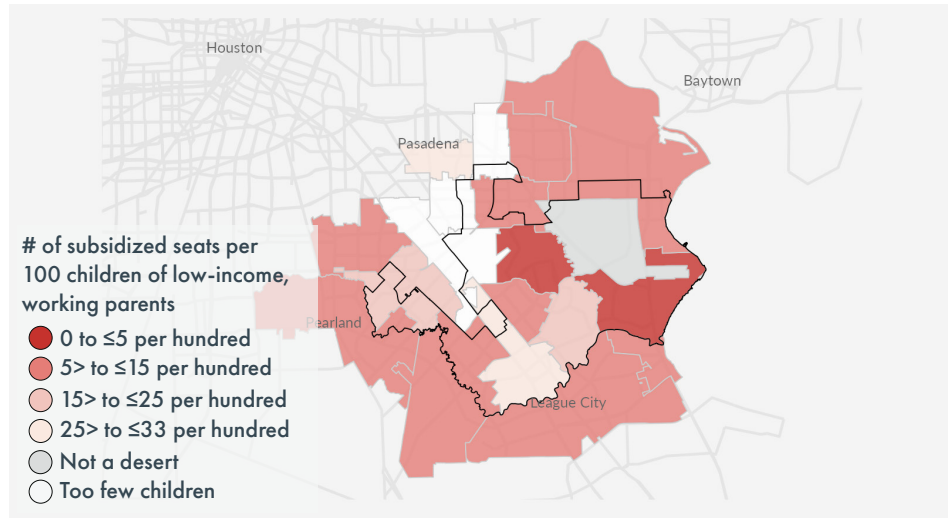 Houston
Baytown
Pasadena
# of subsidized seats per
100 children of low-income,
working parents
Pearland
0 to ≤5 per hundred
5> to ≤15 per hundred
15> to ≤25 per hundred
25> to ≤33 per hundred
League City
Not a desert
Too few children